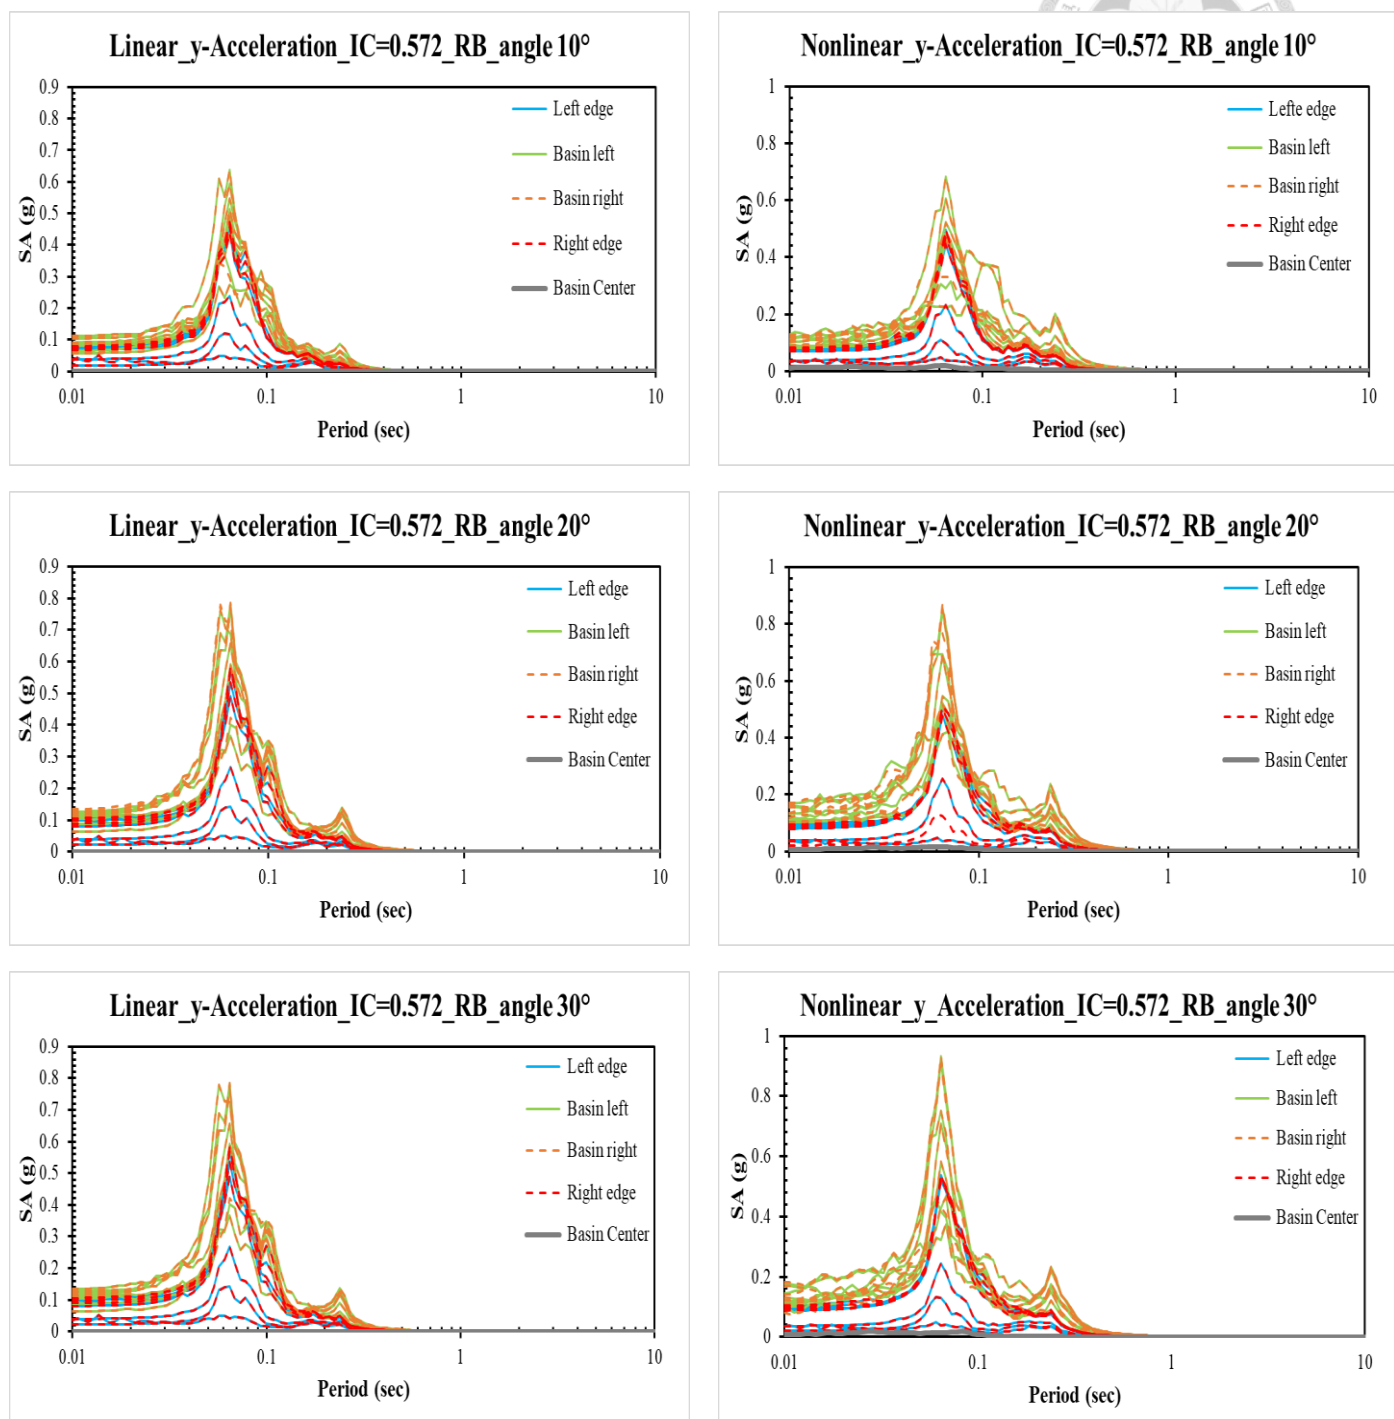 Linear_y-Acceleration_IC=0.572_RB_angle 10°
SA (g)
0.9
0.8
0.7
0.6
0.5
0.4
0.3
0.2
0.1
0
0.01
0.1
1
10
Period (sec)
Left edge
Basin left
Basin right
Right edge
Basin Center
Nonlinear_y-Acceleration_IC=0.572_RB_angle 10°
SA (g)
1
0.8
0.6
0.4
0.2
0
0.01
0.1
1
10
Period (sec)
Lefte edge
Basin left
Basin right
Right edge
Basin Center
Linear_y-Acceleration_IC=0.572_RB_angle 20°
SA (g)
0.9
0.8
0.7
0.6
0.5
0.4
0.3
0.2
0.1
0
0.01
0.1
1
10
Period (sec)
Left edge
Basin left
Basin right
Right edge
Basin Center
Nonlinear_y-Acceleration_IC=0.572_RB_angle 20°
SA (g)
1
0.8
0.6
0.4
0.2
0
0.01
0.1
1
10
Period (sec)
Left edge
Basin left
Basin right
Right edge
Basin Center
Linear_y-Acceleration_IC=0.572_RB_angle 30°
SA (g)
0.9
0.8
0.7
0.6
0.5
0.4
0.3
0.2
0.1
0
0.01
0.1
1
10
Period (sec)
Left edge
Basin left
Basin right
Right edge
Basin Center
Nonlinear_y_Acceleration_IC=0.572_RB_angle 30°
SA (g)
1
0.8
0.6
0.4
0.2
0
0.01
0.1
1
10
Period (sec)
Left edge
Basin left
Basin right
Right edge
Basin Center